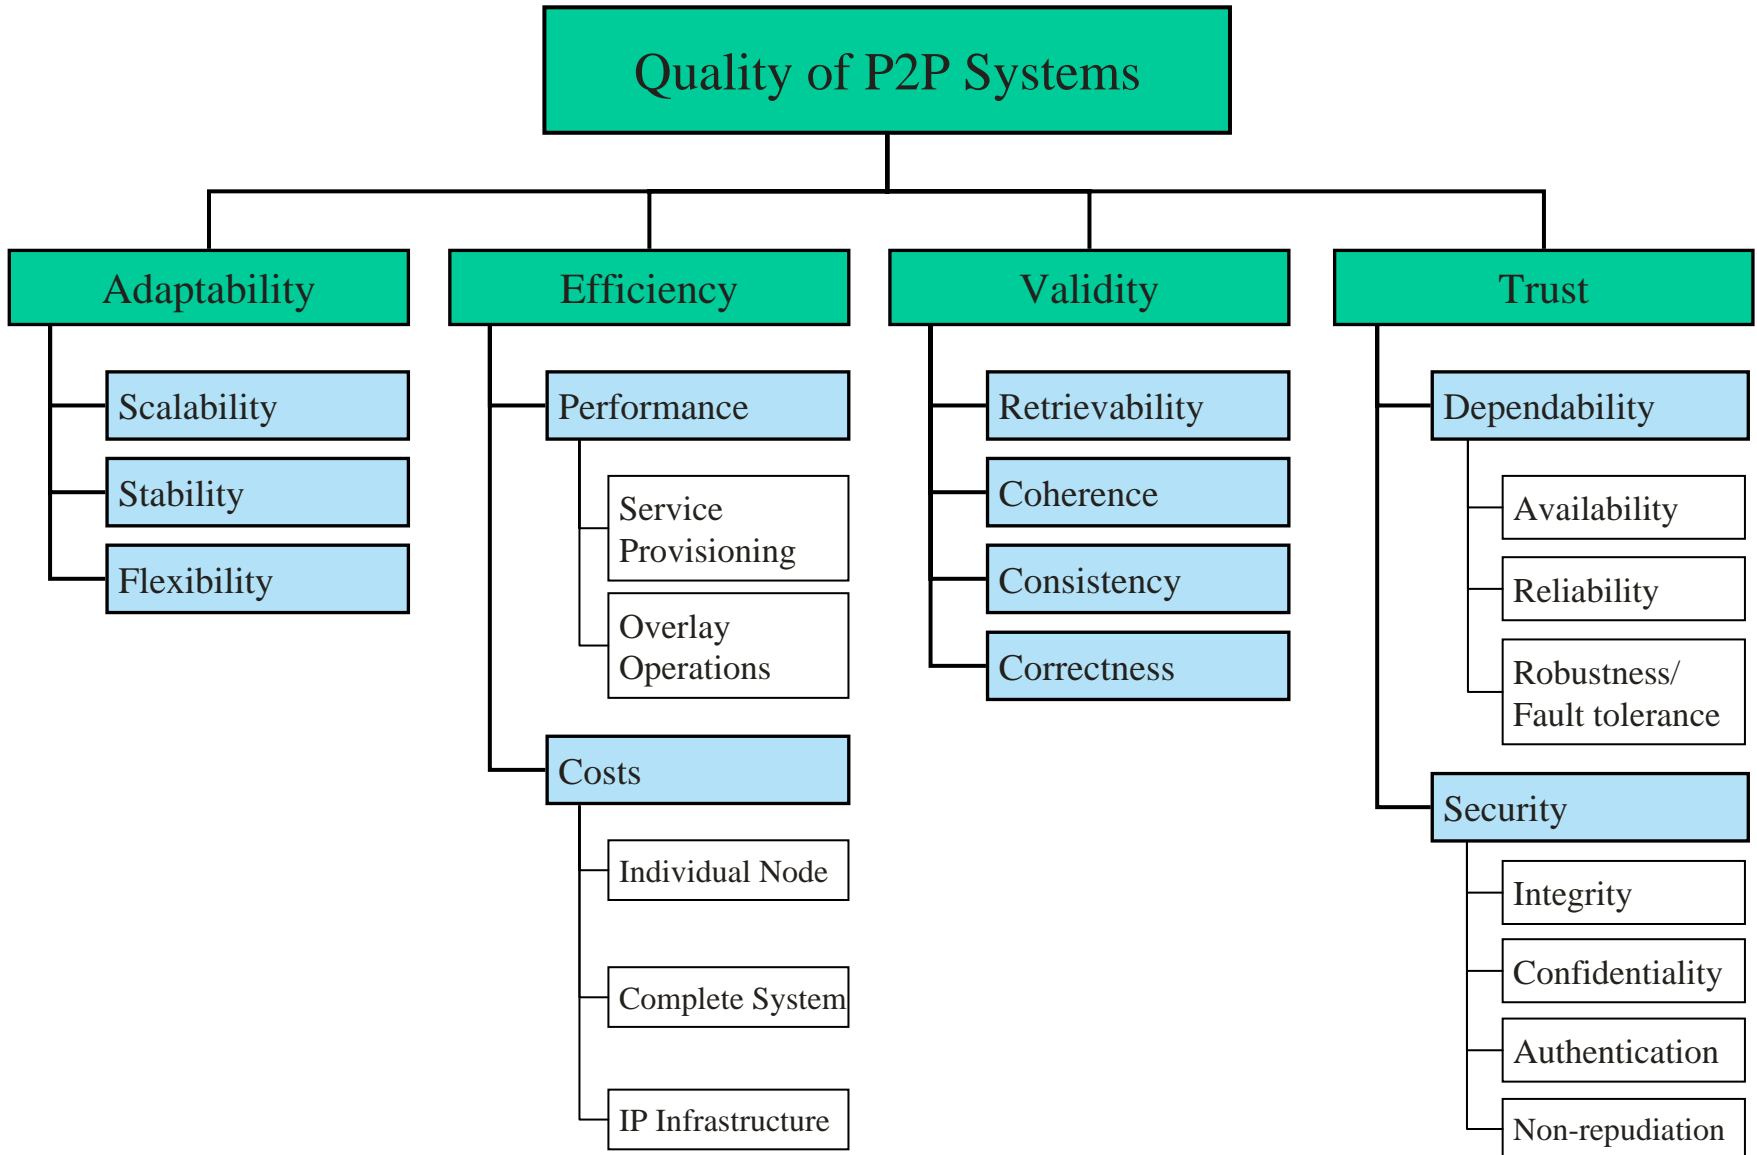 Quality of P2P Systems
Adaptability
Scalability
Stability
Flexibility
Efficiency
Performance
Service
Provisioning
Overlay
Operations
Costs
Individual Node
Complete System
IP Infrastructure
Validity
Retrievability
Coherence
Consistency
Correctness
Trust
Dependability
Availability
Reliability
Robustness/
Fault tolerance
Security
Integrity
Confidentiality
Authentication
Non-repudiation